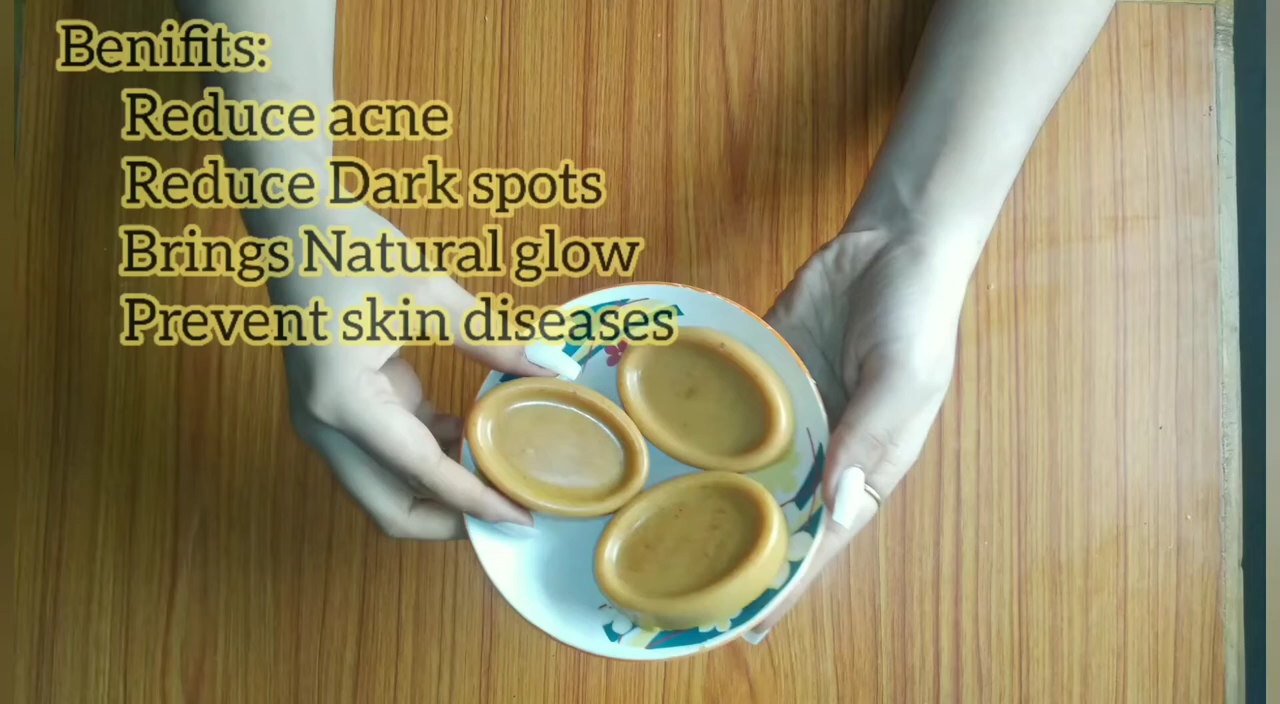 Benifits:
Reduce acne
Reduce Dark spots
Brings Natural glow
Prevent skin diseases